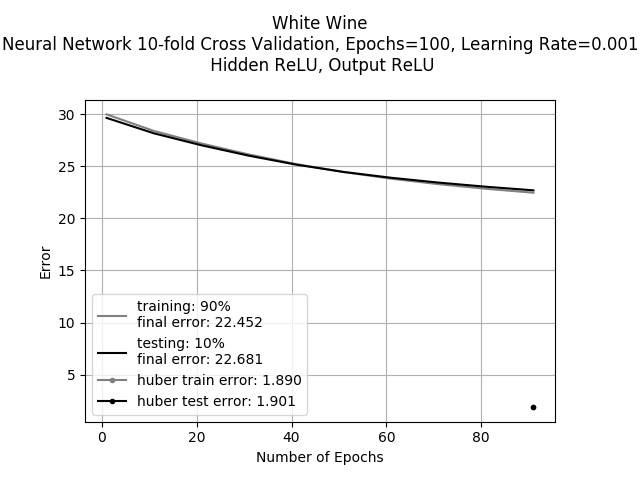 White Wine
Neural Network 10-fold Cross Validation, Epochs=100, Learning Rate=0.001
Hidden ReLU, Output ReLU
30
25
20
15
10
5
Error
training: 90%
final error: 22.452
testing: 10%
final error: 22.681
huber train error: 1.890
huber test error: 1.901
0
20
40
60
80
Number of Epochs